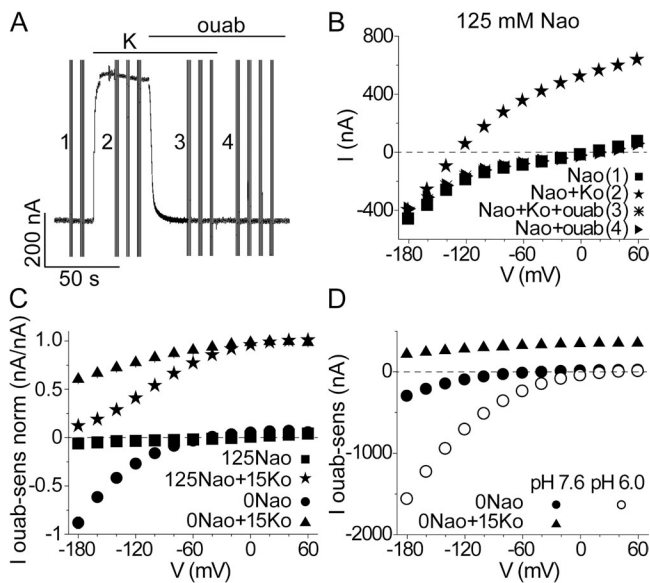 A
ouab
K
1
2
3
4
200 nA
50 s
B
125 mM Nao
I (nA)
800
400
0
-400
Nao(1)
Nao+Ko(2)
Nao+Ko+ouab(3)
Nao+ouab(4)
-180 -120 -60 0 60
V (mV)
C
I ouab-sens norm (nA/nA)
1.0
0.5
0
-0.5
-1
125Nao
125Nao+15Ko
0Nao
0Nao+15Ko
-180 -120 -60 0 60
V (mV)
D
I ouab-sens (nA)
0
-1000
-2000
pH 7.6 pH 6.0
0Nao
0Nao+15Ko
-180 -120 -60 0 60
V (mV)